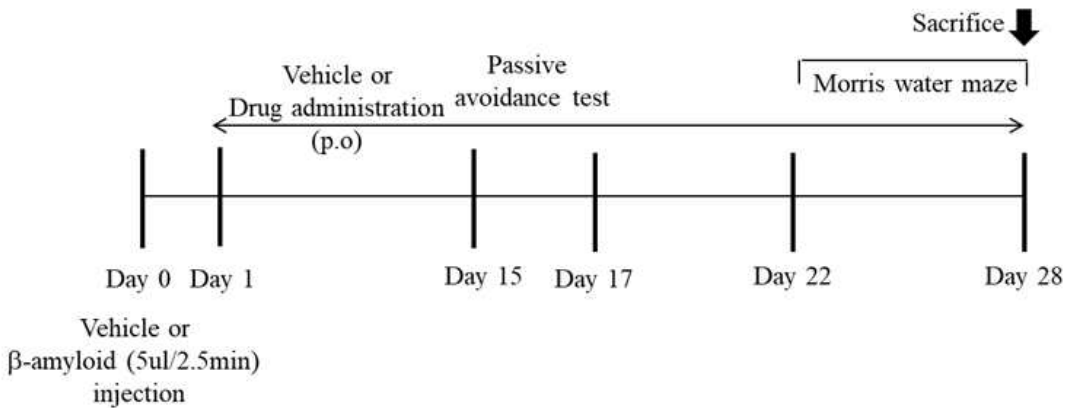 Sacrifice
Vehicle or
Drug administration
(p.o)
Passive
avoidance test
Morris water maze
Day 0
Day 1
Day 15
Day 17
Day 22
Day 28
Vehicle or
β-amyloid (5ul/2.5min)
injection